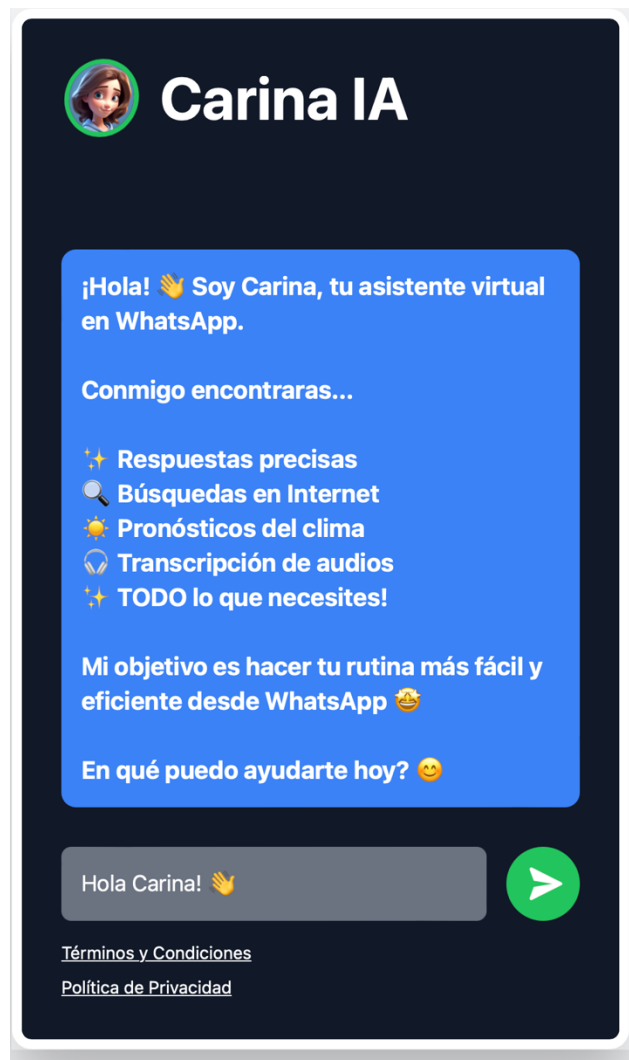 Carina IA
¡Hola! 👋 Soy Carina, tu asistente virtual
en WhatsApp.
Conmigo encontraras...
✨ Respuestas precisas
🔍 Búsquedas en Internet
☀️ Pronósticos del clima
🎧 Transcripción de audios
✨ TODO lo que necesites!
Mi objetivo es hacer tu rutina más fácil y
eficiente desde WhatsApp 🤩
En qué puedo ayudarte hoy? 😊
Hola Carina! 👋
Términos y Condiciones
Política de Privacidad